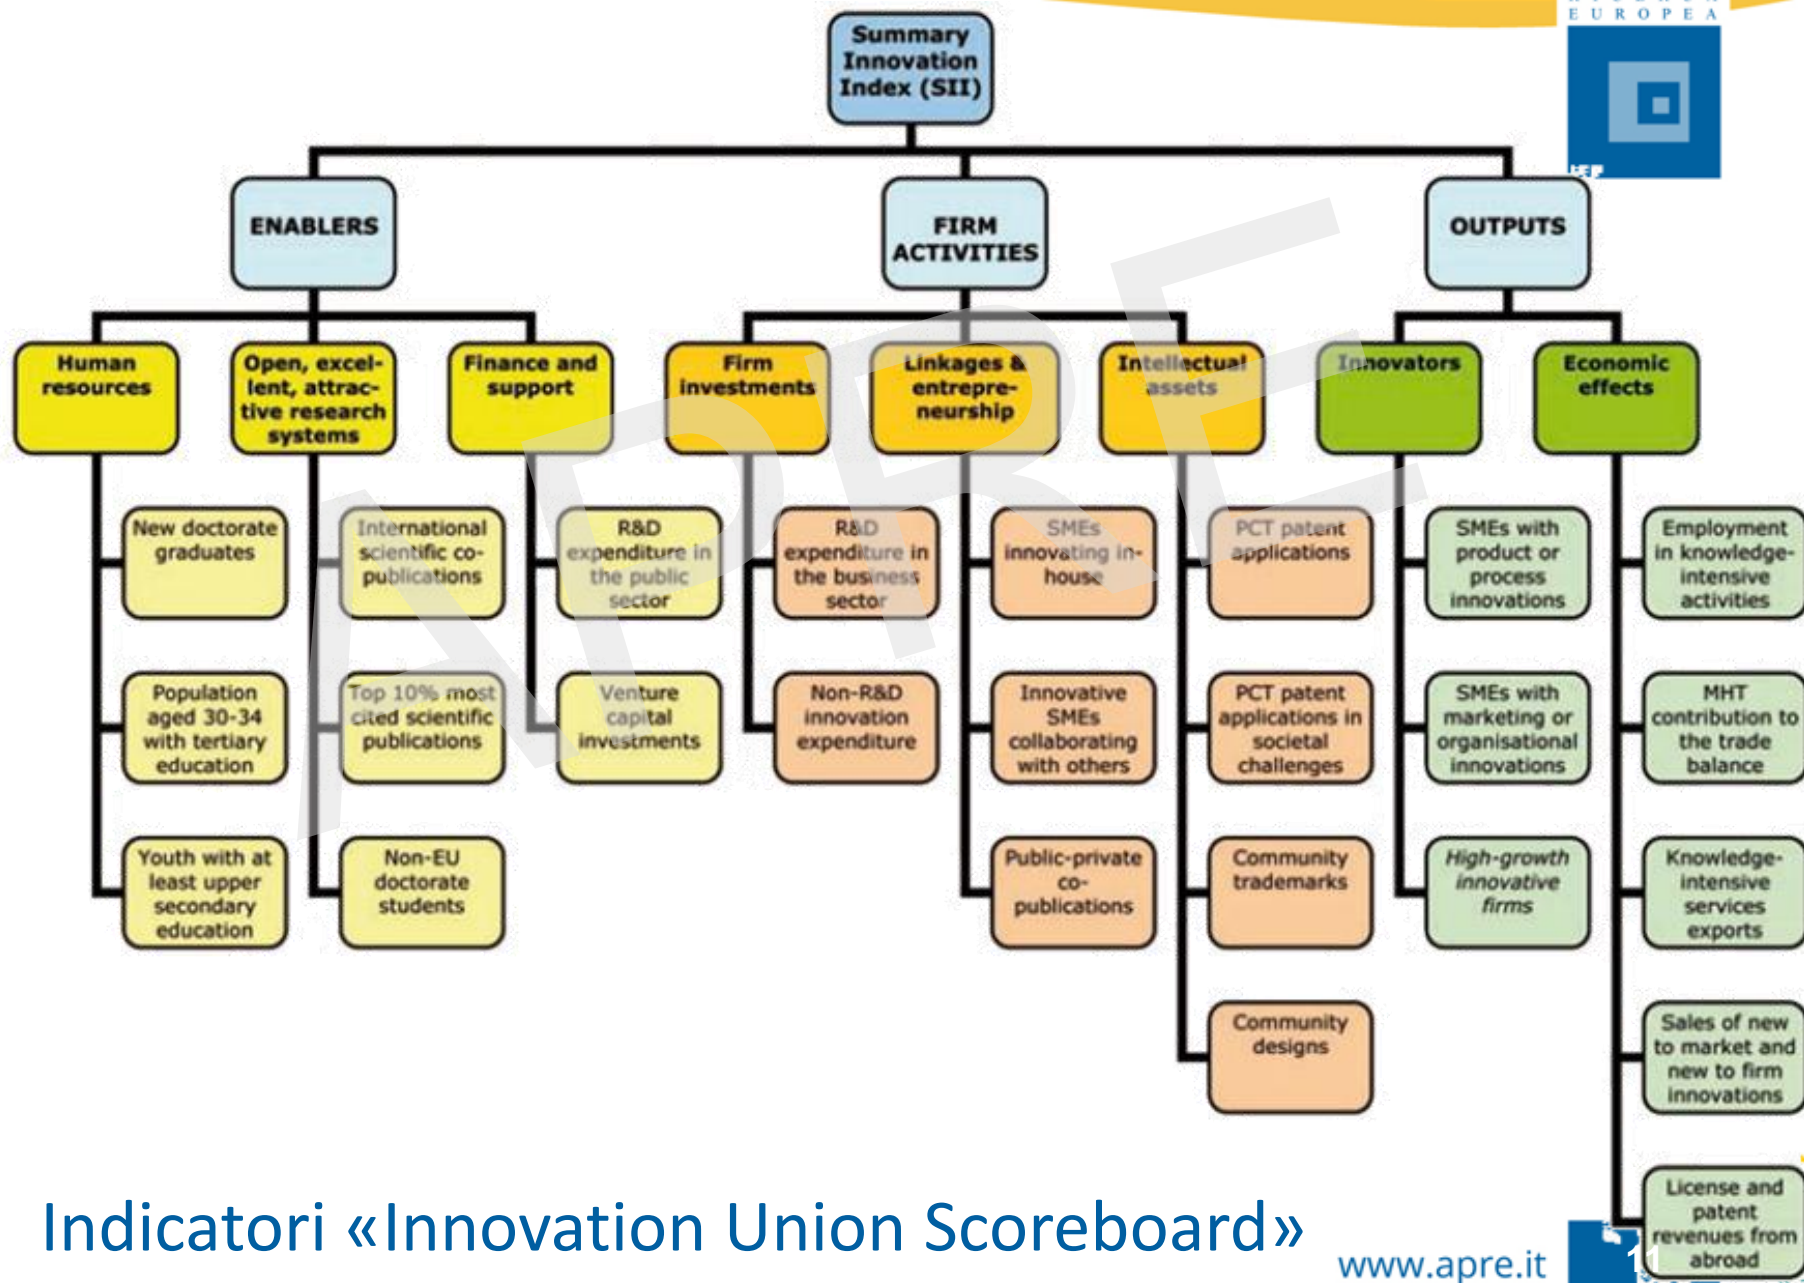 EUROPEA
Summary
Innovation
Index (SII)
ENABLERS
FIRM
ACTIVITIES
OUTPUTS
Human
resources
Open, excel-
lent, attrac-
tive research
systems
Finance and
support
Firm
investments
Linkages &
entrepre-
neurship
Intellectual
assets
Innovators
Economic
effects
New doctorate
graduates
Population
aged 30-34
with tertiary
education
Youth with at
least upper
secondary
education
International
scientific co-
publications
Top 10% most
cited scientific
publications
Non-EU
doctorate
students
R&D
expenditure in
the public
sector
Venture
capital
investments
R&D
expenditure in
the business
sector
Non-R&D
innovation
expenditure
SMEs
innovating in-
house
Innovative
SMEs
collaborating
with others
Public-private
co-
publications
PCT patent
applications
PCT patent
applications in
societal
challenges
Community
trademarks
Community
designs
SMEs with
product or
process
innovations
SMEs with
marketing or
organisational
innovations
High-growth
innovative
firms
Employment
in knowledge-
intensive
activities
MHT
contribution to
the trade
balance
Knowledge-
intensive
services
exports
Sales of new
to market and
new to firm
innovations
License and
patent
revenues from
abroad
APRE
Indicatori «Innovation Union Scoreboard»
www.apre.it
11